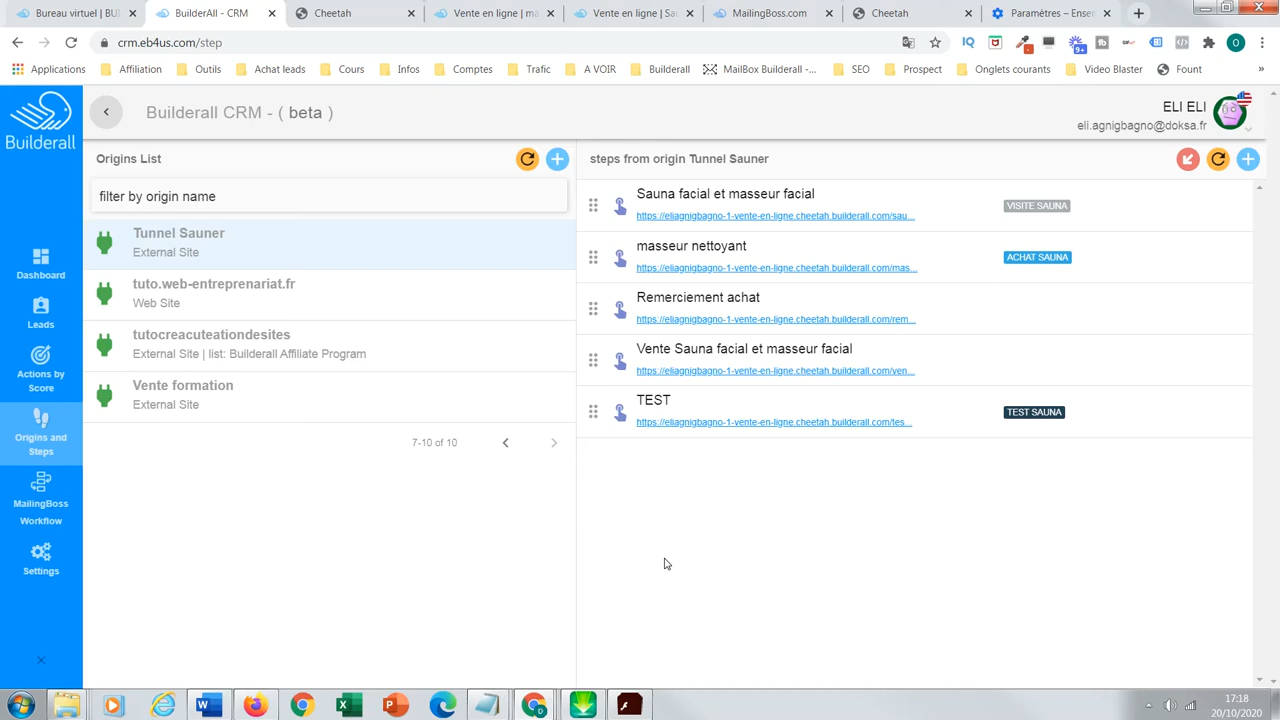 Bureau virtuel | BU
BuilderAll - CRM
Cheetah
Vente en ligne | ma
Vente en ligne | Sau
MailingBoss.com
Cheetah
Paramètres – Ense
crm.eb4us.com/step
Applications
Affiliation
Outils
Achat leads
Cours
Infos
Comptes
Trafic
A VOIR
Builderall
MailBox Builderall -...
SEO
Prospect
Onglets courants
Video Blaster
Fount
»
Builderall
Builderall CRM - ( beta )
ELI ELI
eli.agnigbagno@doksa.fr
Origins List
steps from origin Tunnel Sauner
filter by origin name
Tunnel Sauner
External Site
tuto.web-entreprenariat.fr
Web Site
tutocreacuteationdesites
External Site | list: Builderall Affiliate Program
Vente formation
External Site
7-10 of 10
Sauna facial et masseur facial
https://eliagnigbagno-1-vente-en-ligne.cheetah.builderall.com/sau...
VISITE SAUNA
masseur nettoyant
https://eliagnigbagno-1-vente-en-ligne.cheetah.builderall.com/mas...
ACHAT SAUNA
Remerciement achat
https://eliagnigbagno-1-vente-en-ligne.cheetah.builderall.com/rem...
Vente Sauna facial et masseur facial
https://eliagnigbagno-1-vente-en-ligne.cheetah.builderall.com/ven...
TEST
https://eliagnigbagno-1-vente-en-ligne.cheetah.builderall.com/tes...
TEST SAUNA
Dashboard
Leads
Actions by
Score
Origins and
Steps
MailingBoss
Workflow
Settings
17:18
20/10/2020